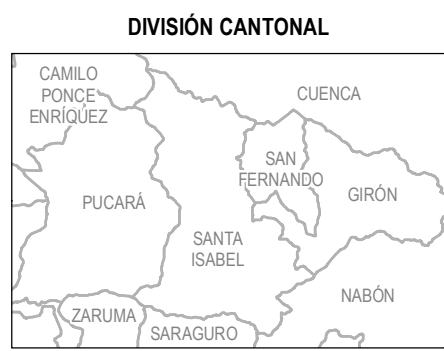 DIVISIÓN CANTONAL
CAMILO
PONCE
ENRÍQUEZ
CUENCA
SAN
FERNANDO
GIRÓN
PUCARÁ
SANTA
ISABEL
NABÓN
ZARUMA
SARAGURO